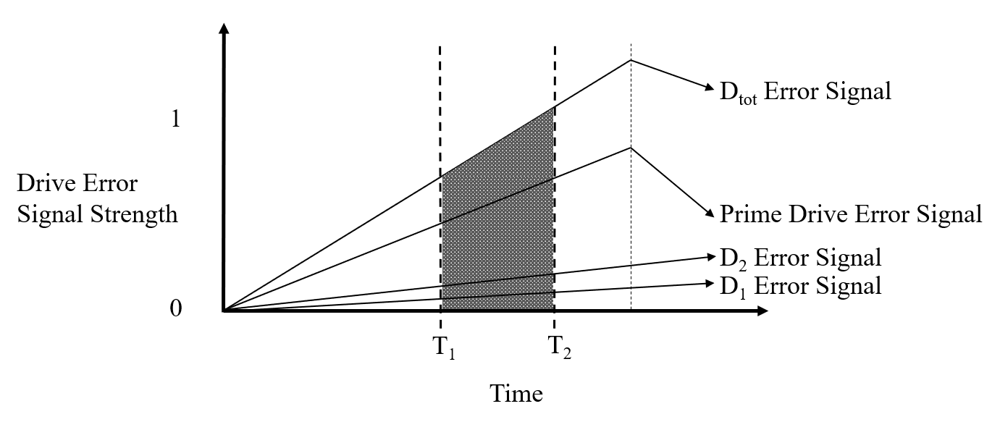 D_tot Error Signal
1
Drive Error
Signal Strength
Prime Drive Error Signal
D_2 Error Signal
D_1 Error Signal
0
T_1
T_2
Time